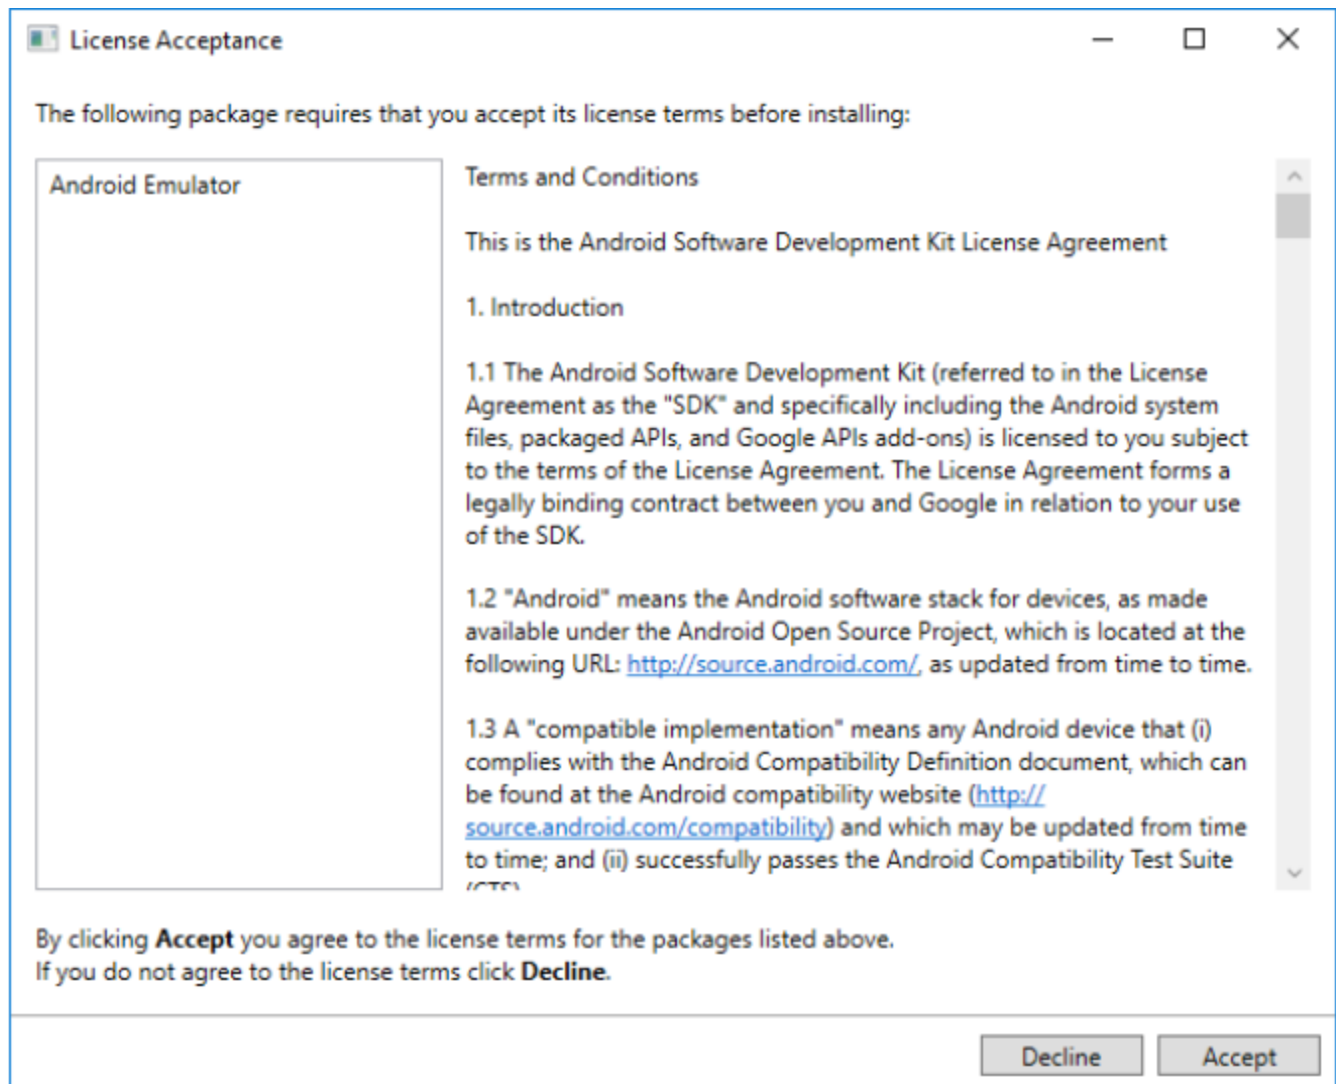 License Acceptance
The following package requires that you accept its license terms before installing:
Android Emulator
Terms and Conditions
This is the Android Software Development Kit License Agreement
1. Introduction
1.1 The Android Software Development Kit (referred to in the License
Agreement as the "SDK" and specifically including the Android system
files, packaged APIs, and Google APIs add-ons) is licensed to you subject
to the terms of the License Agreement. The License Agreement forms a
legally binding contract between you and Google in relation to your use
of the SDK.
1.2 "Android" means the Android software stack for devices, as made
available under the Android Open Source Project, which is located at the
following URL: http://source.android.com/, as updated from time to time.
1.3 A "compatible implementation" means any Android device that (i)
complies with the Android Compatibility Definition document, which can
be found at the Android compatibility website (http://
source.android.com/compatibility) and which may be updated from time
to time; and (ii) successfully passes the Android Compatibility Test Suite
(CTS)
By clicking Accept you agree to the license terms for the packages listed above.
If you do not agree to the license terms click Decline.
Decline
Accept